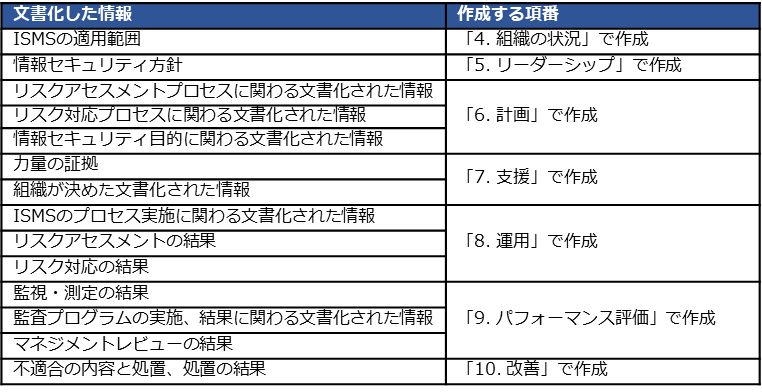 文書化した情報 作成する項番
ISMSの適用範囲 「4. 組織の状況」で作成
情報セキュリティ方針 「5. リーダーシップ」で作成
リスクアセスメントプロセスに関わる文書化された情報
リスク対応プロセスに関わる文書化された情報 「6. 計画」で作成
情報セキュリティ目的に関わる文書化された情報
力量の証拠
組織が決めた文書化された情報 「7. 支援」で作成
ISMSのプロセス実施に関わる文書化された情報
リスクアセスメントの結果 「8. 運用」で作成
リスク対応の結果
監視・測定の結果
監査プログラムの実施、結果に関わる文書化された情報 「9. パフォーマンス評価」で作成
マネジメントレビューの結果
不適合の内容と処置、処置の結果 「10. 改善」で作成